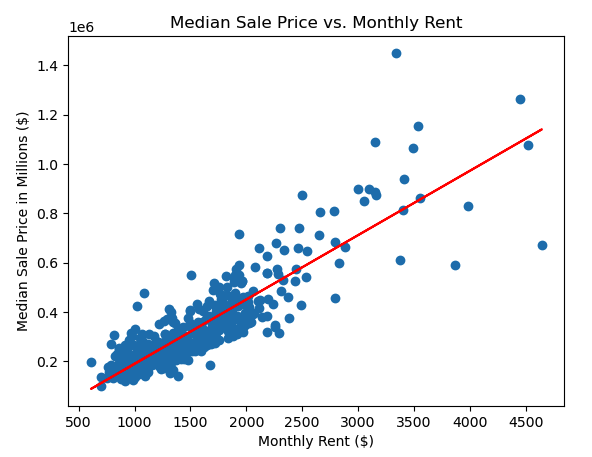 Median Sale Price vs. Monthly Rent
1e6
Median Sale Price in Millions ($)
1.4
1.2
1.0
0.8
0.6
0.4
0.2
500 1000 1500 2000 2500 3000 3500 4000 4500
Monthly Rent ($)